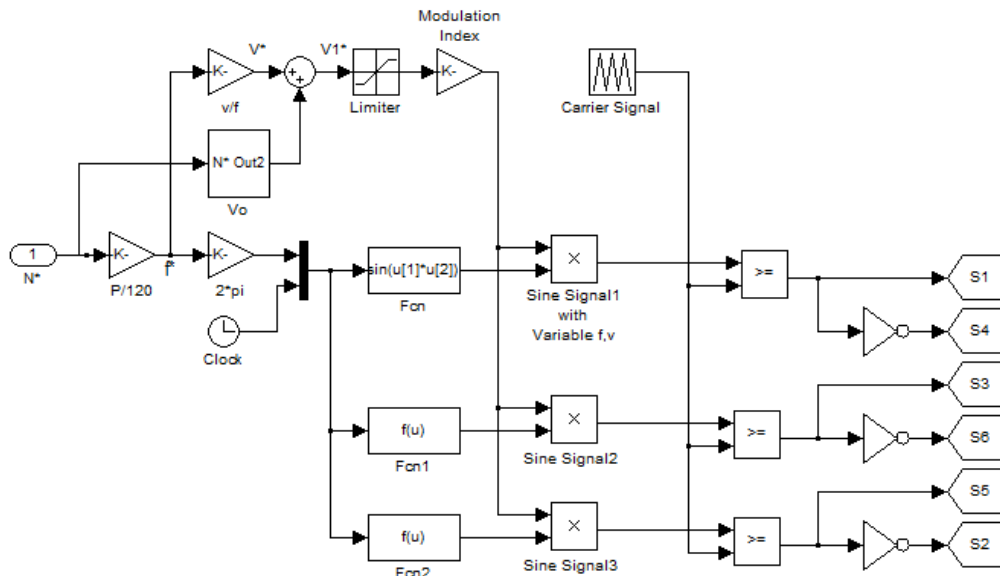 Modulation
Index
V*
V1*
K-
+
+
K-
v/f
Limiter
Carrier Signal
N* Out2
Vo
1
N*
K-
P/120
f*
K-
2*pi
sin(u[1]*u[2])
Fcn
×
Sine Signal1
with
Variable f,v
>=
S1
S4
Clock
f(u)
Fcn1
×
Sine Signal2
>=
S3
S6
f(u)
Fcn2
×
Sine Signal3
>=
S5
S2